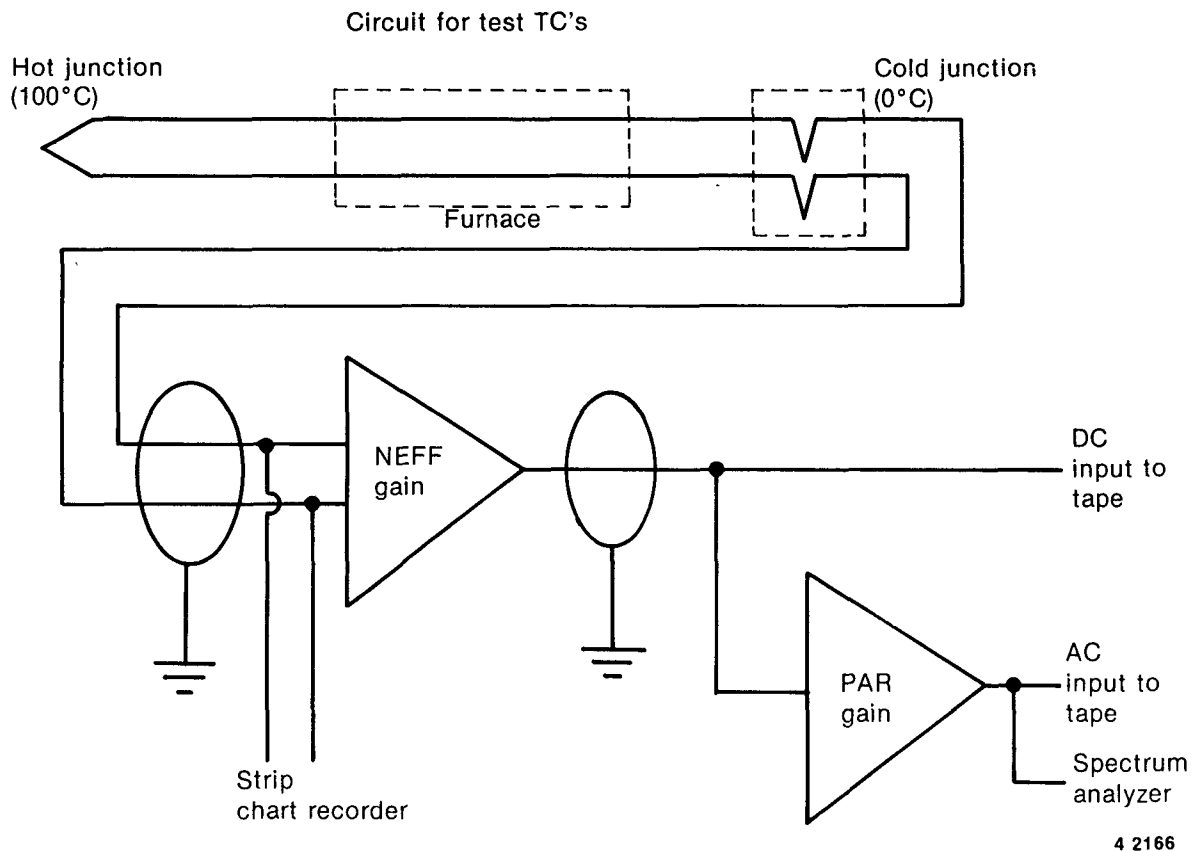 Circuit for test TC's
Hot junction
(100°C)
Cold junction
(0°C)
Furnace
NEFF
gain
DC
input to
tape
PAR
gain
AC
input to
tape
Strip
chart recorder
Spectrum
analyzer
4 2166